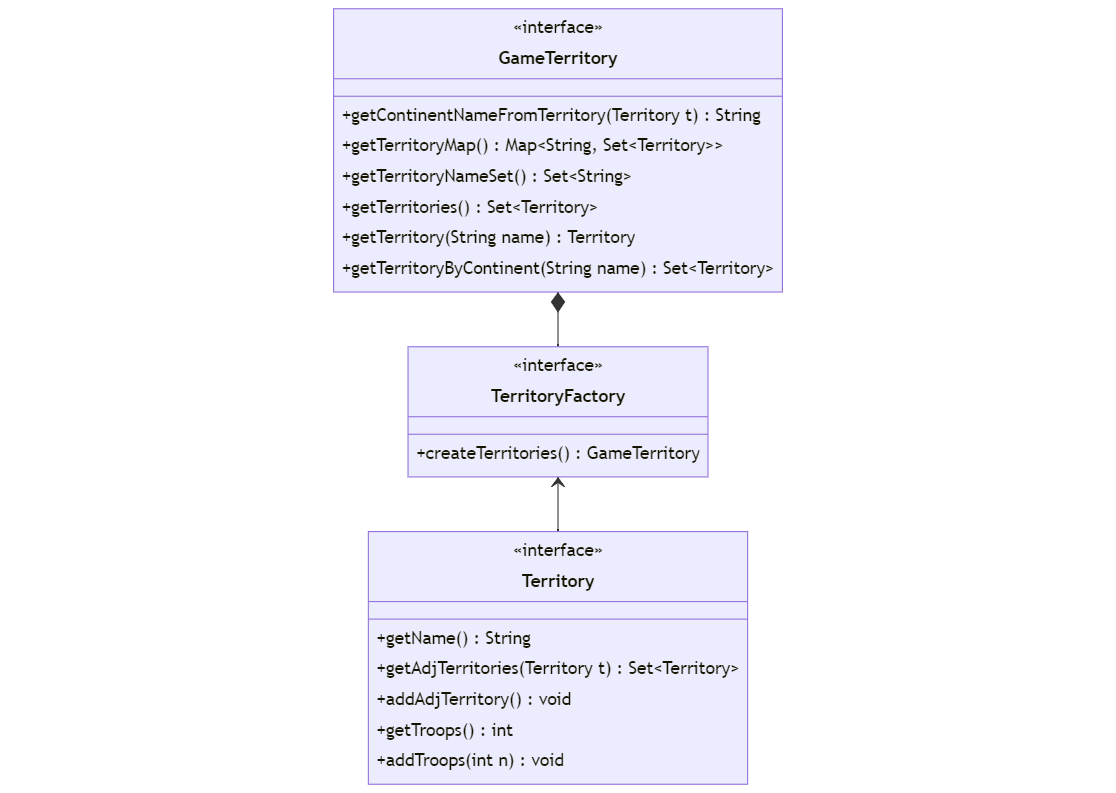 «interface»
GameTerritory
+getContinentNameFromTerritory(Territory t) : String
+getTerritoryMap() : Map<String, Set<Territory>>
+getTerritoryNameSet() : Set<String>
+getTerritories() : Set<Territory>
+getTerritory(String name) : Territory
+getTerritoryByContinent(String name) : Set<Territory>
«interface»
TerritoryFactory
+createTerritories() : GameTerritory
«interface»
Territory
+getName() : String
+getAdjTerritories(Territory t) : Set<Territory>
+addAdjTerritory() : void
+getTroops() : int
+addTroops(int n) : void